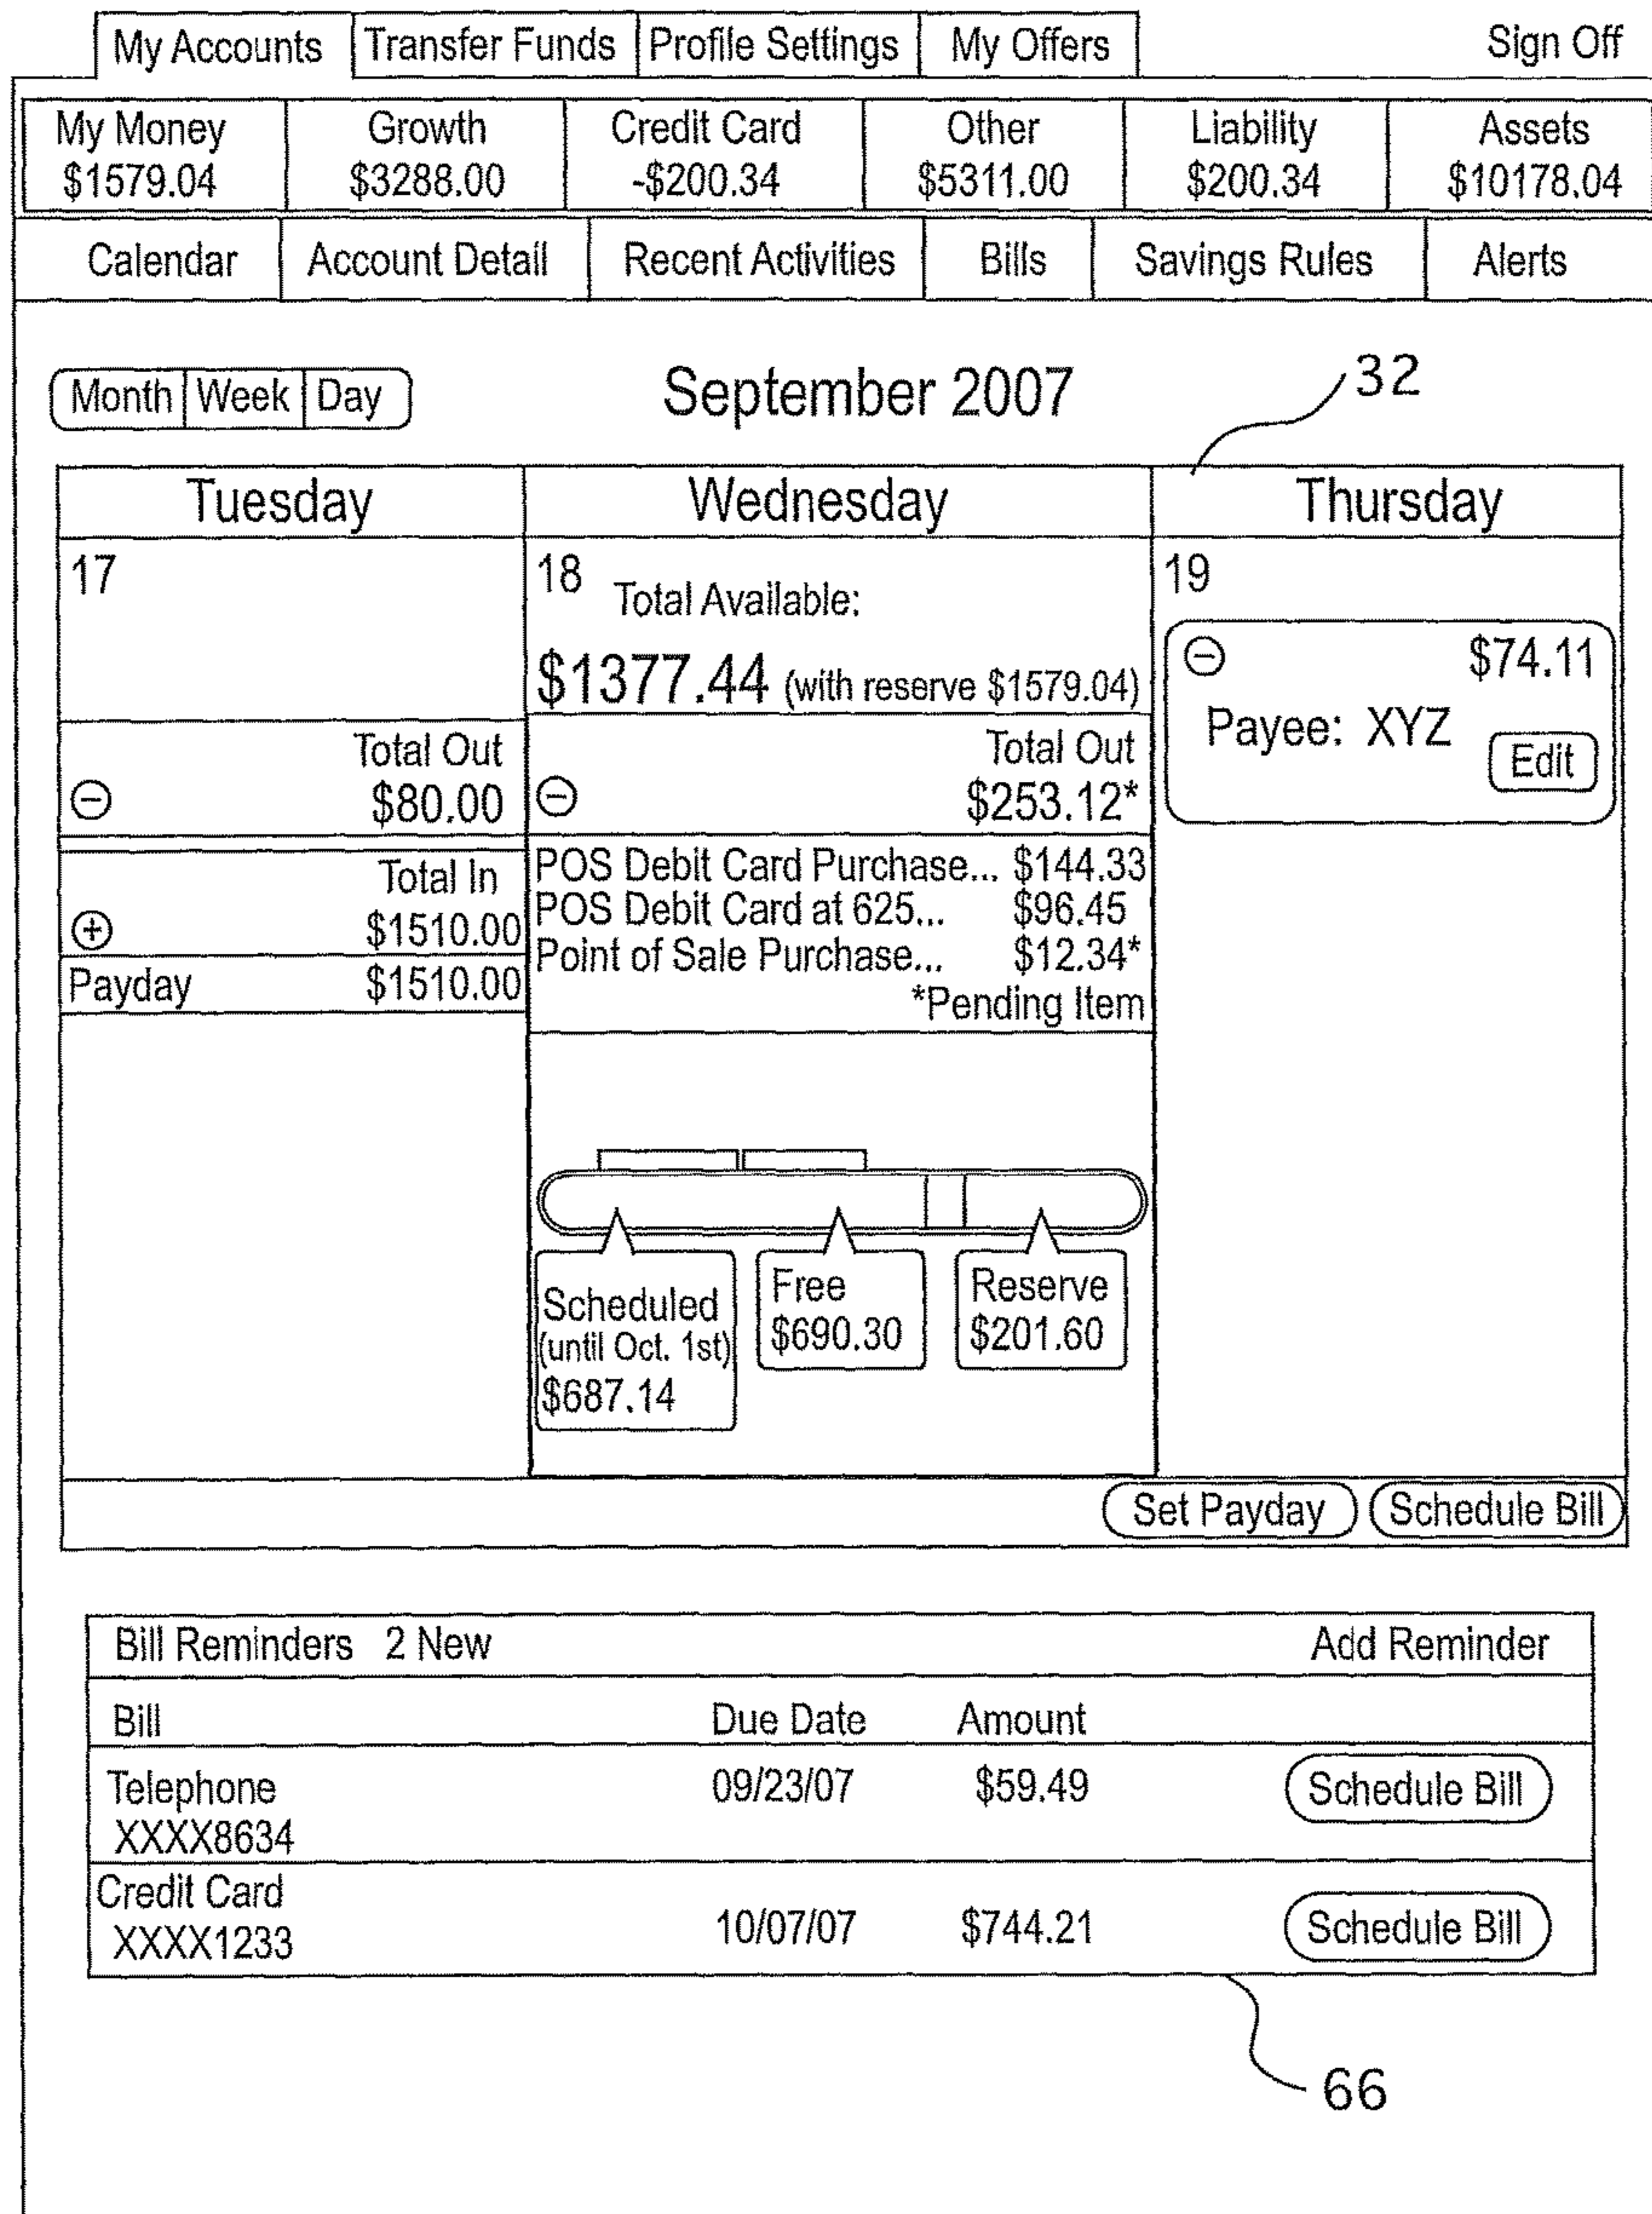 My Accounts Transfer Funds Profile Settings My Offers Sign Off
My Money Growth Credit Card Other Liability Assets
$1579.04 $3288.00 -$200.34 $5311.00 $200.34 $10178.04
Calendar Account Detail Recent Activities Bills Savings Rules Alerts
Month Week Day September 2007 32
Tuesday Wednesday Thursday
17
Total Out
⊖ $80.00
Total In
⊕ $1510.00
Payday $1510.00
18 Total Available:
$1377.44 (with reserve $1579.04)
Total Out
⊖ $253.12*
POS Debit Card Purchase... $144.33
POS Debit Card at 625... $96.45
Point of Sale Purchase... $12.34*
*Pending Item
Scheduled
(until Oct. 1st)
$687.14
Free
$690.30
Reserve
$201.60
19
⊖ $74.11
Payee: XYZ
Edit
Set Payday Schedule Bill
Bill Reminders 2 New Add Reminder
Bill Due Date Amount
Telephone 09/23/07 $59.49 Schedule Bill
XXXX8634
Credit Card
XXXX1233 10/07/07 $744.21 Schedule Bill
66